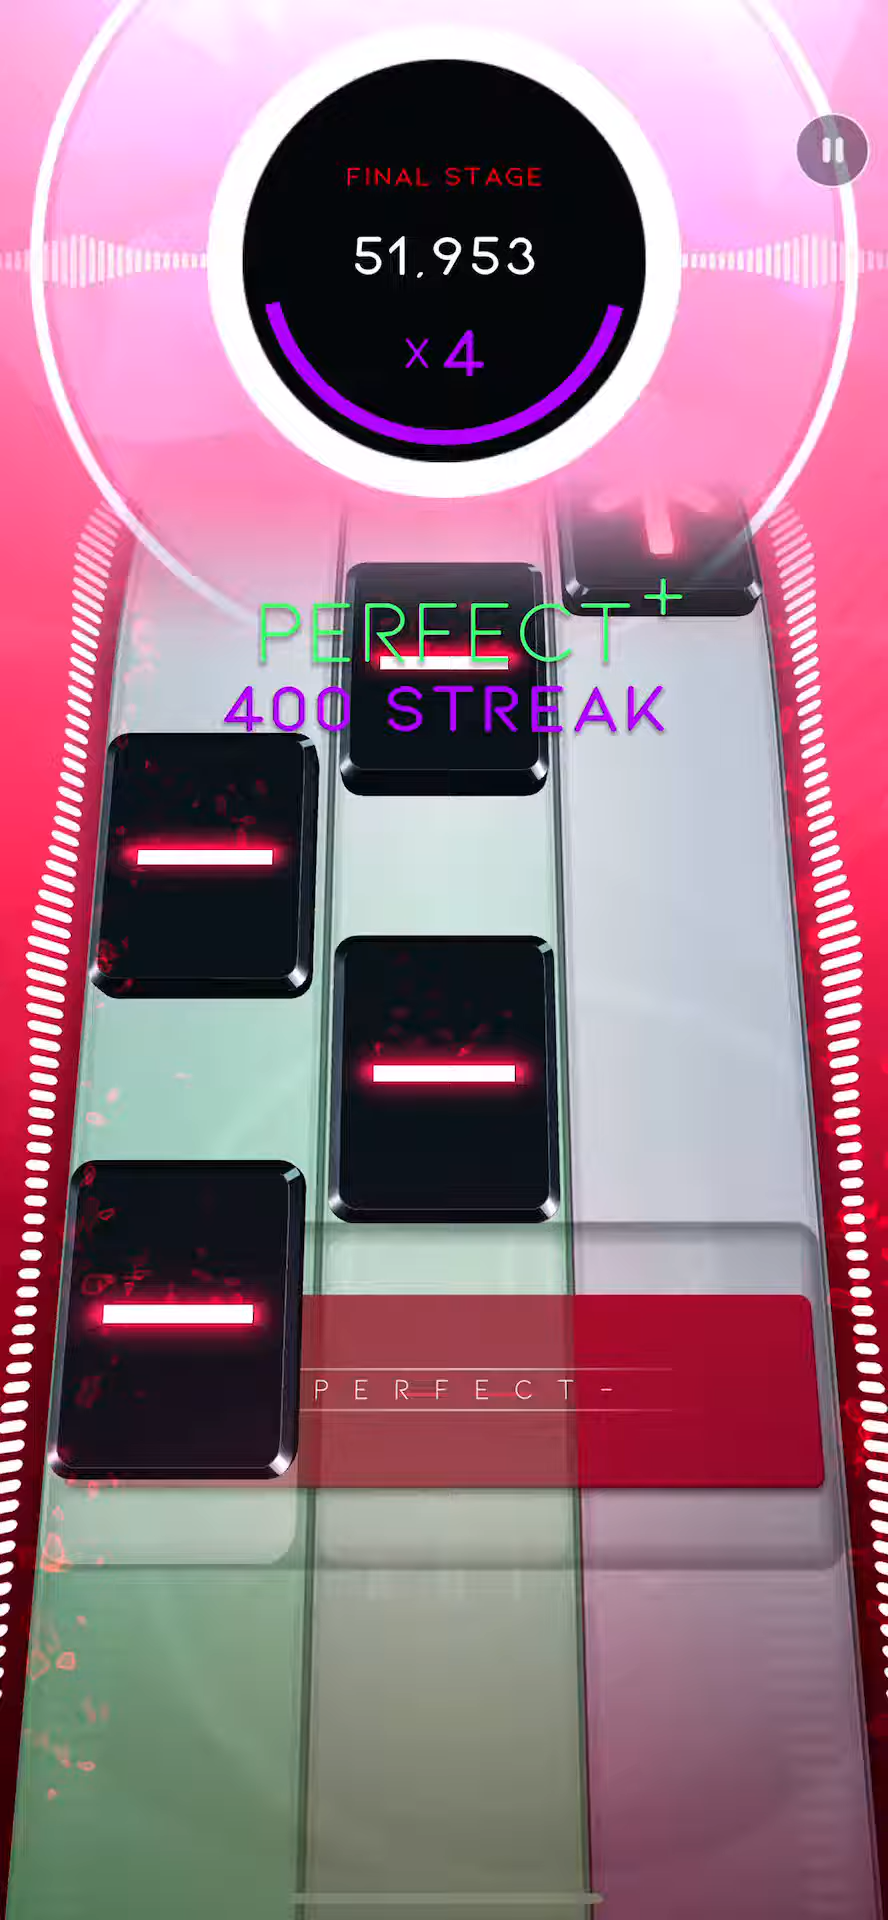 FINAL STAGE
51,953
x4
PERFECT+
400 STREAK
PERFECT-